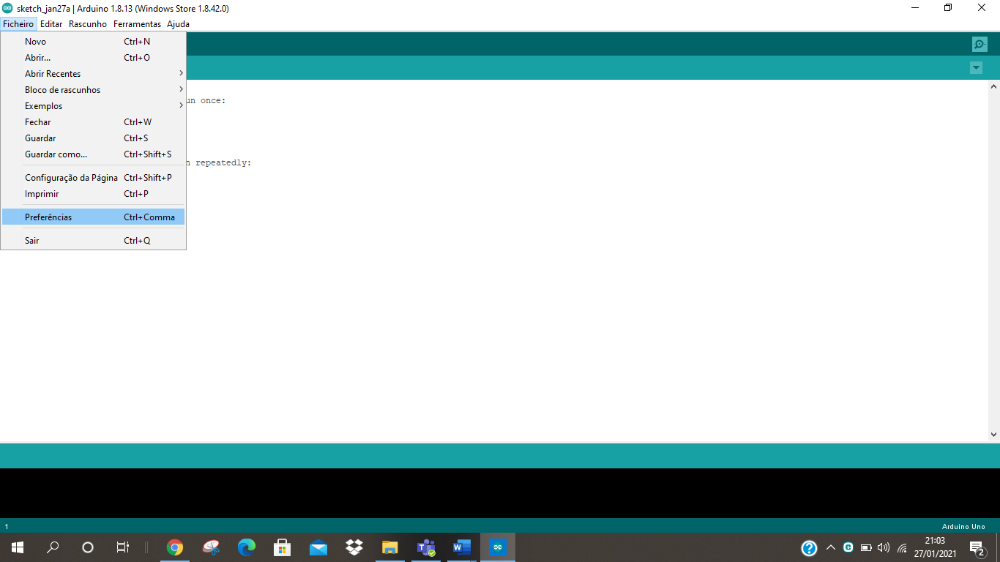 sketch_jan27a | Arduino 1.8.13 (Windows Store 1.8.42.0)
Ficheiro Editar Rascunho Ferramentas Ajuda
Novo Ctrl+N
Abrir... Ctrl+O
Abrir Recentes
Bloco de rascunhos
un once:
Exemplos
Fechar Ctrl+W
Guardar Ctrl+S
Guardar como... Ctrl+Shift+S
n repeatedly:
Configuração da Página Ctrl+Shift+P
Imprimir Ctrl+P
Preferências Ctrl+Comma
Sair Ctrl+Q
1 Arduino Uno
21:03
27/01/2021
2